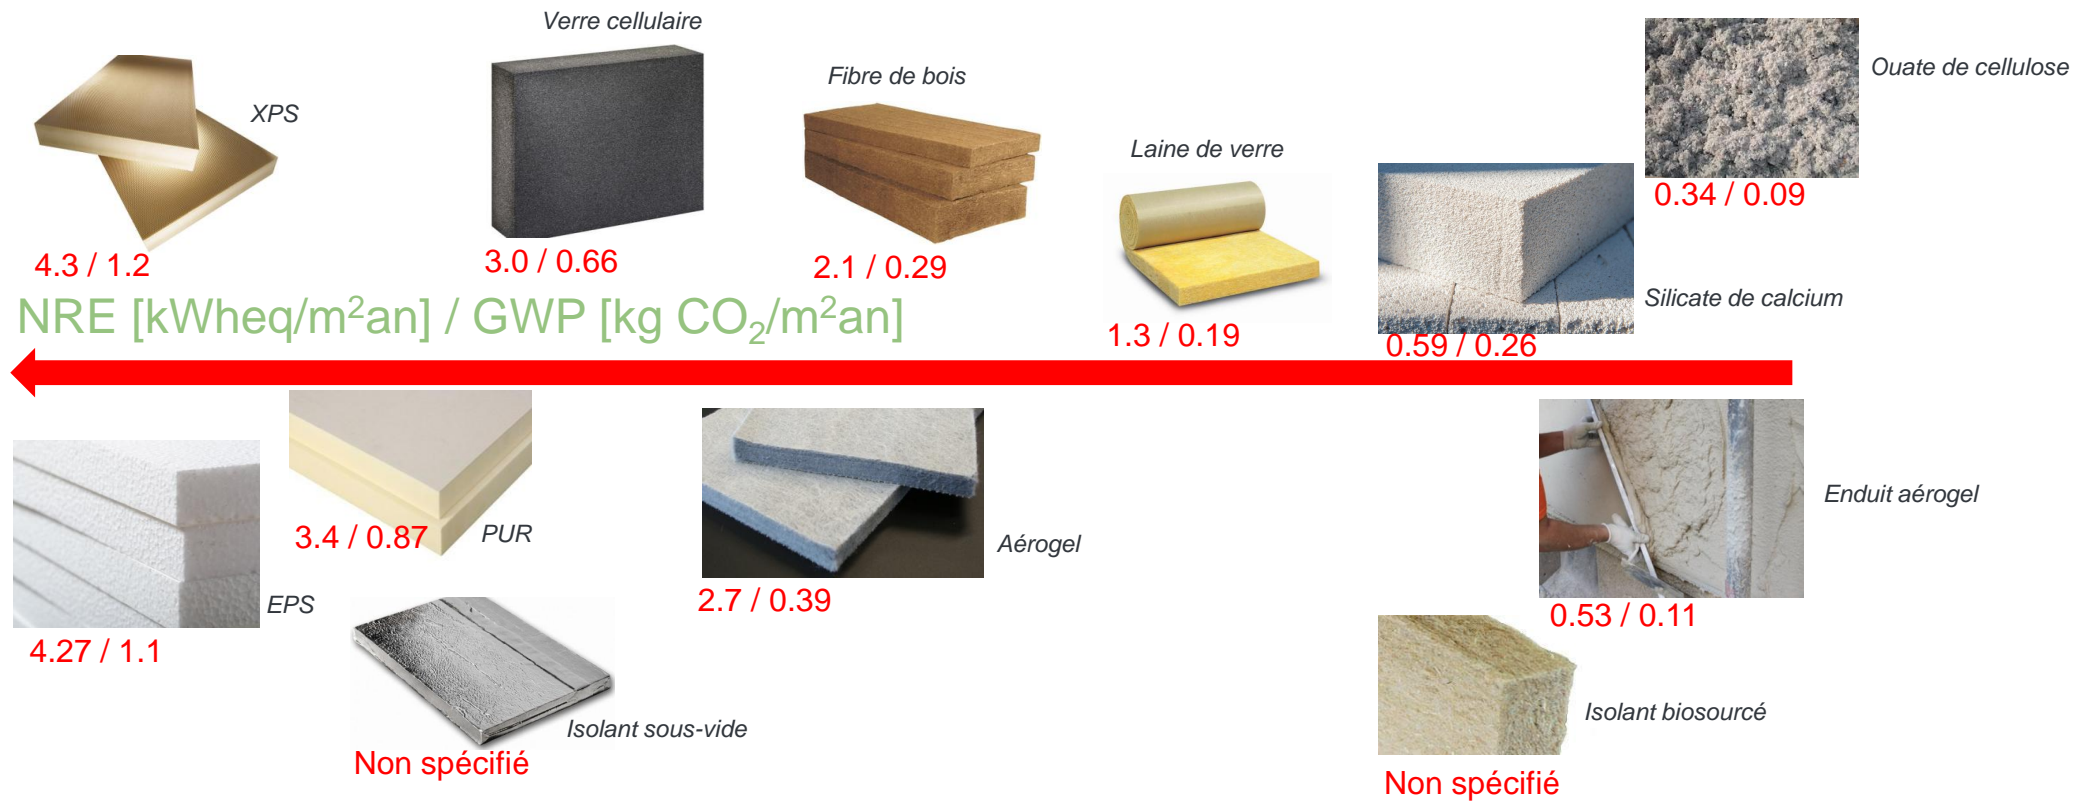 Verre cellulaire
XPS
Fibre de bois
Ouate de cellulose
Laine de verre
0.34 / 0.09
4.3 / 1.2
3.0 / 0.66
2.1 / 0.29
Silicate de calcium
NRE [kWheq/m²an] / GWP [kg CO₂/m²an]
1.3 / 0.19
0.59 / 0.26
Enduit aérogel
3.4 / 0.87
PUR
Aérogel
EPS
2.7 / 0.39
0.53 / 0.11
4.27 / 1.1
Isolant biosourcé
Isolant sous-vide
Non spécifié
Non spécifié